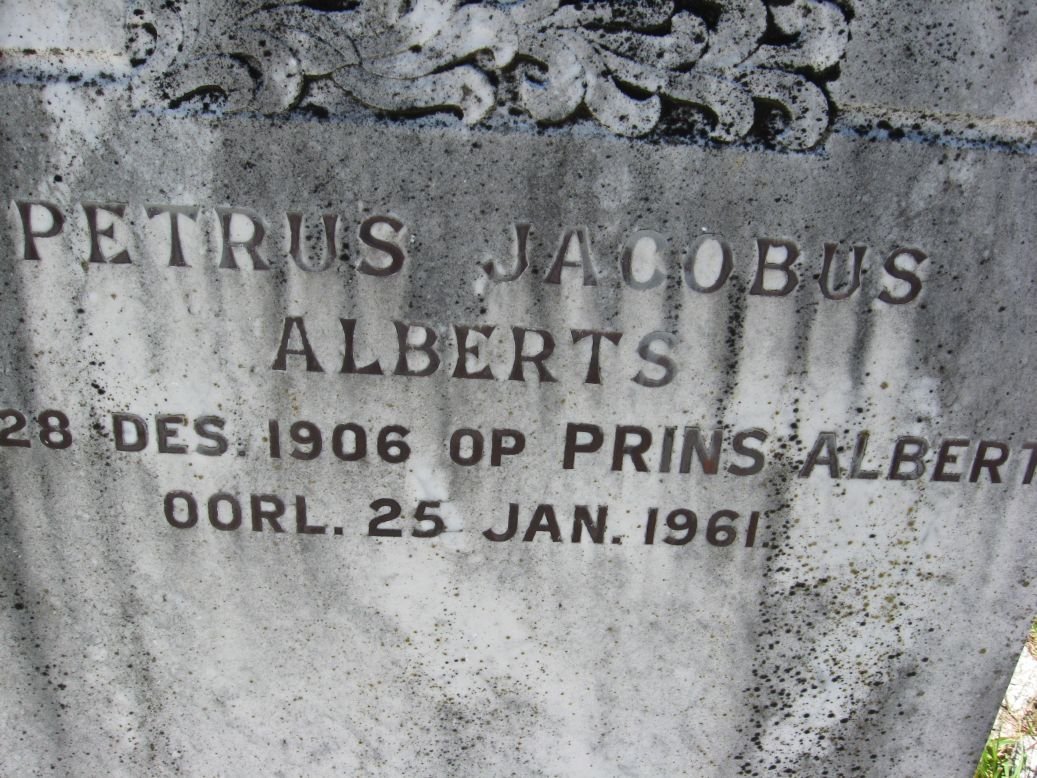 PETRUS JACOBUS
ALBERTS
28 DES. 1906 OP PRINS ALBERT
OORL. 25 JAN. 1961.